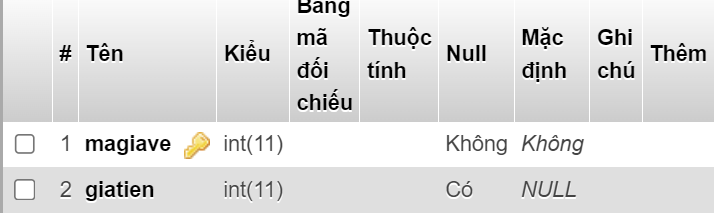 # Tên Kiểu Bảng mã đối chiếu Thuộc tính Null Mặc định Ghi chú Thêm
1 magiave int(11) Không Không
2 giatien int(11) Có NULL